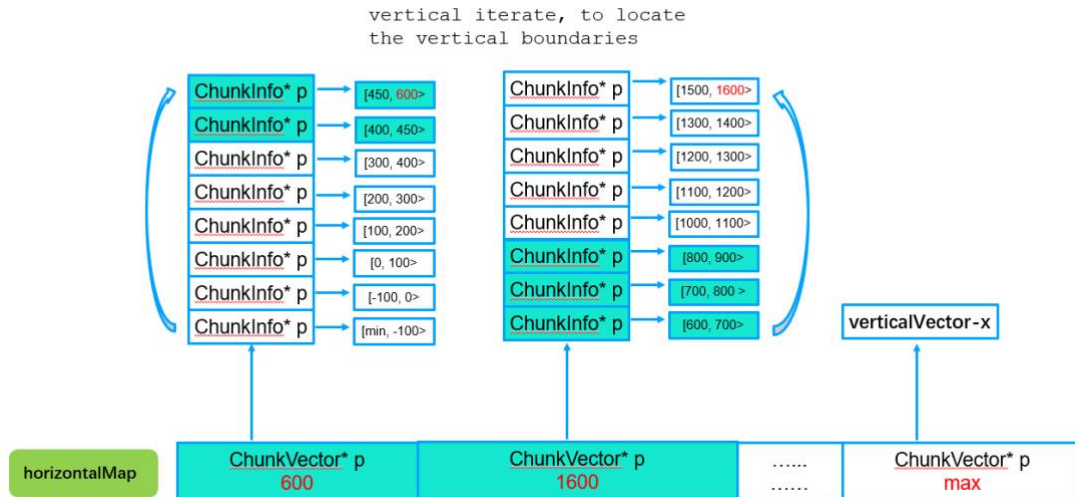 vertical iterate, to locate
the vertical boundaries
ChunkInfo* p
[450, 600>
ChunkInfo* p
[400, 450>
ChunkInfo* p
[300, 400>
ChunkInfo* p
[200, 300>
ChunkInfo* p
[100, 200>
ChunkInfo* p
[0, 100>
ChunkInfo* p
[-100, 0>
ChunkInfo* p
[min, -100>
ChunkInfo* p
[1500, 1600>
ChunkInfo* p
[1300, 1400>
ChunkInfo* p
[1200, 1300>
ChunkInfo* p
[1100, 1200>
ChunkInfo* p
[1000, 1100>
ChunkInfo* p
[800, 900>
ChunkInfo* p
[700, 800 >
ChunkInfo* p
[600, 700>
verticalVector-x
horizontalMap
ChunkVector* p
600
ChunkVector* p
1600
......
......
ChunkVector* p
max